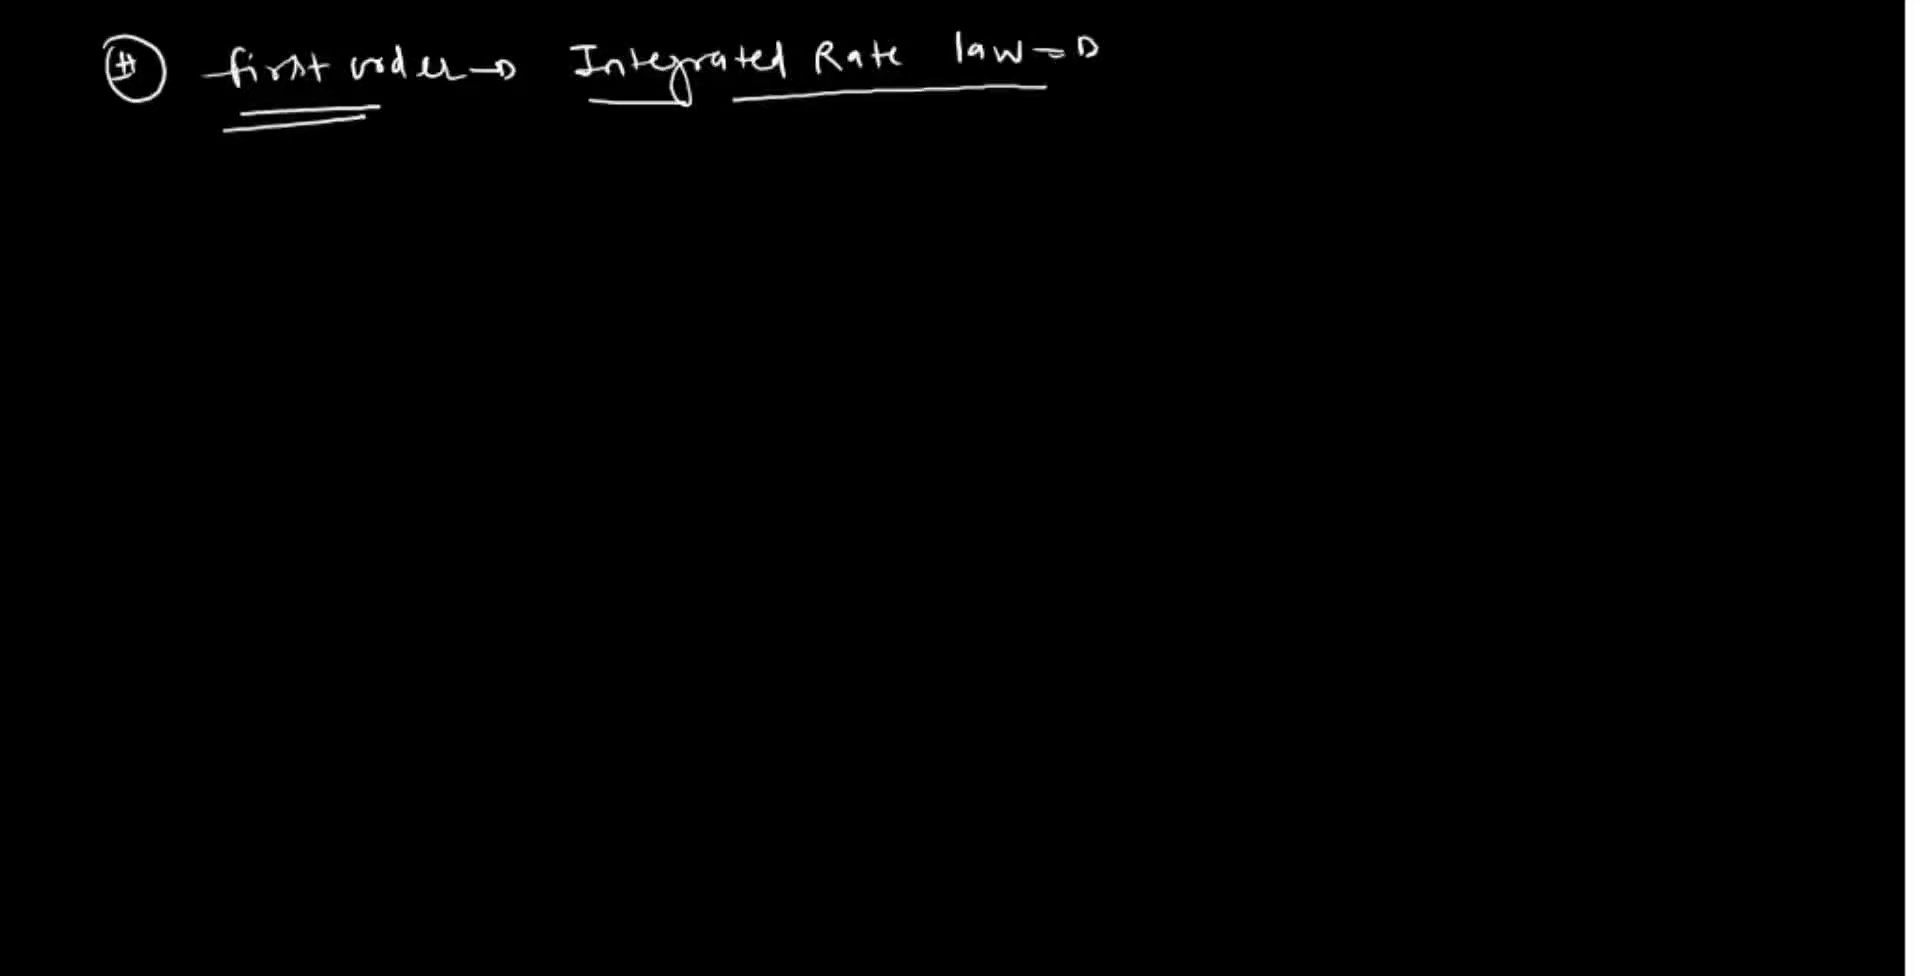 # first order → Integrated Rate law ⇒